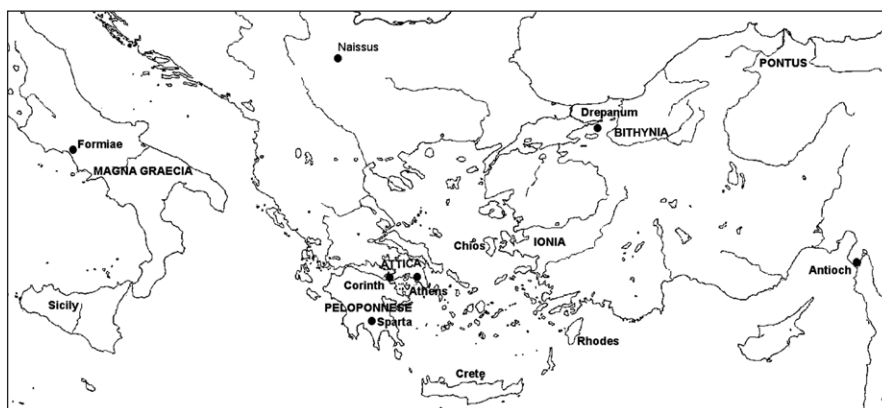 Naissus
PONTUS
Drepanum
BITHYNIA
Formiae
MAGNA GRAECIA
Chios
IONIA
ATTICA
Antioch
Corinth
Athens
Sicily
PELOPONNESE
Sparta
Rhodes
Crete